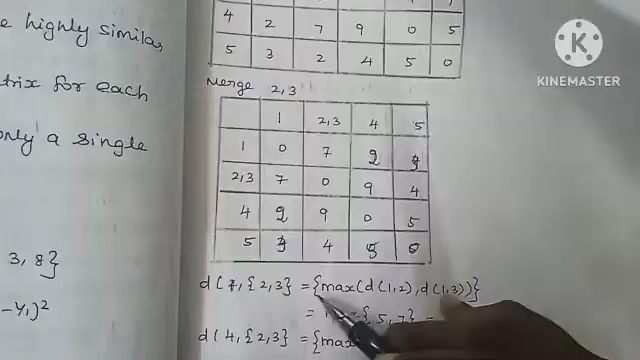 e highly similar
trix for each
only a single
3, 8}
-y₁)²
4 2 7 9 0 5
5 3 2 4 5 0
Merge 2,3
1 2,3 4 5
1 0 7 2 3
2,3 7 0 9 4
4 2 9 0 5
5 3 4 5 0
d( 1, {2,3} = {max(d(1,2), d(1,3))}
{5,7} =
d(4, {2,3} = {max
K
KINEMASTER